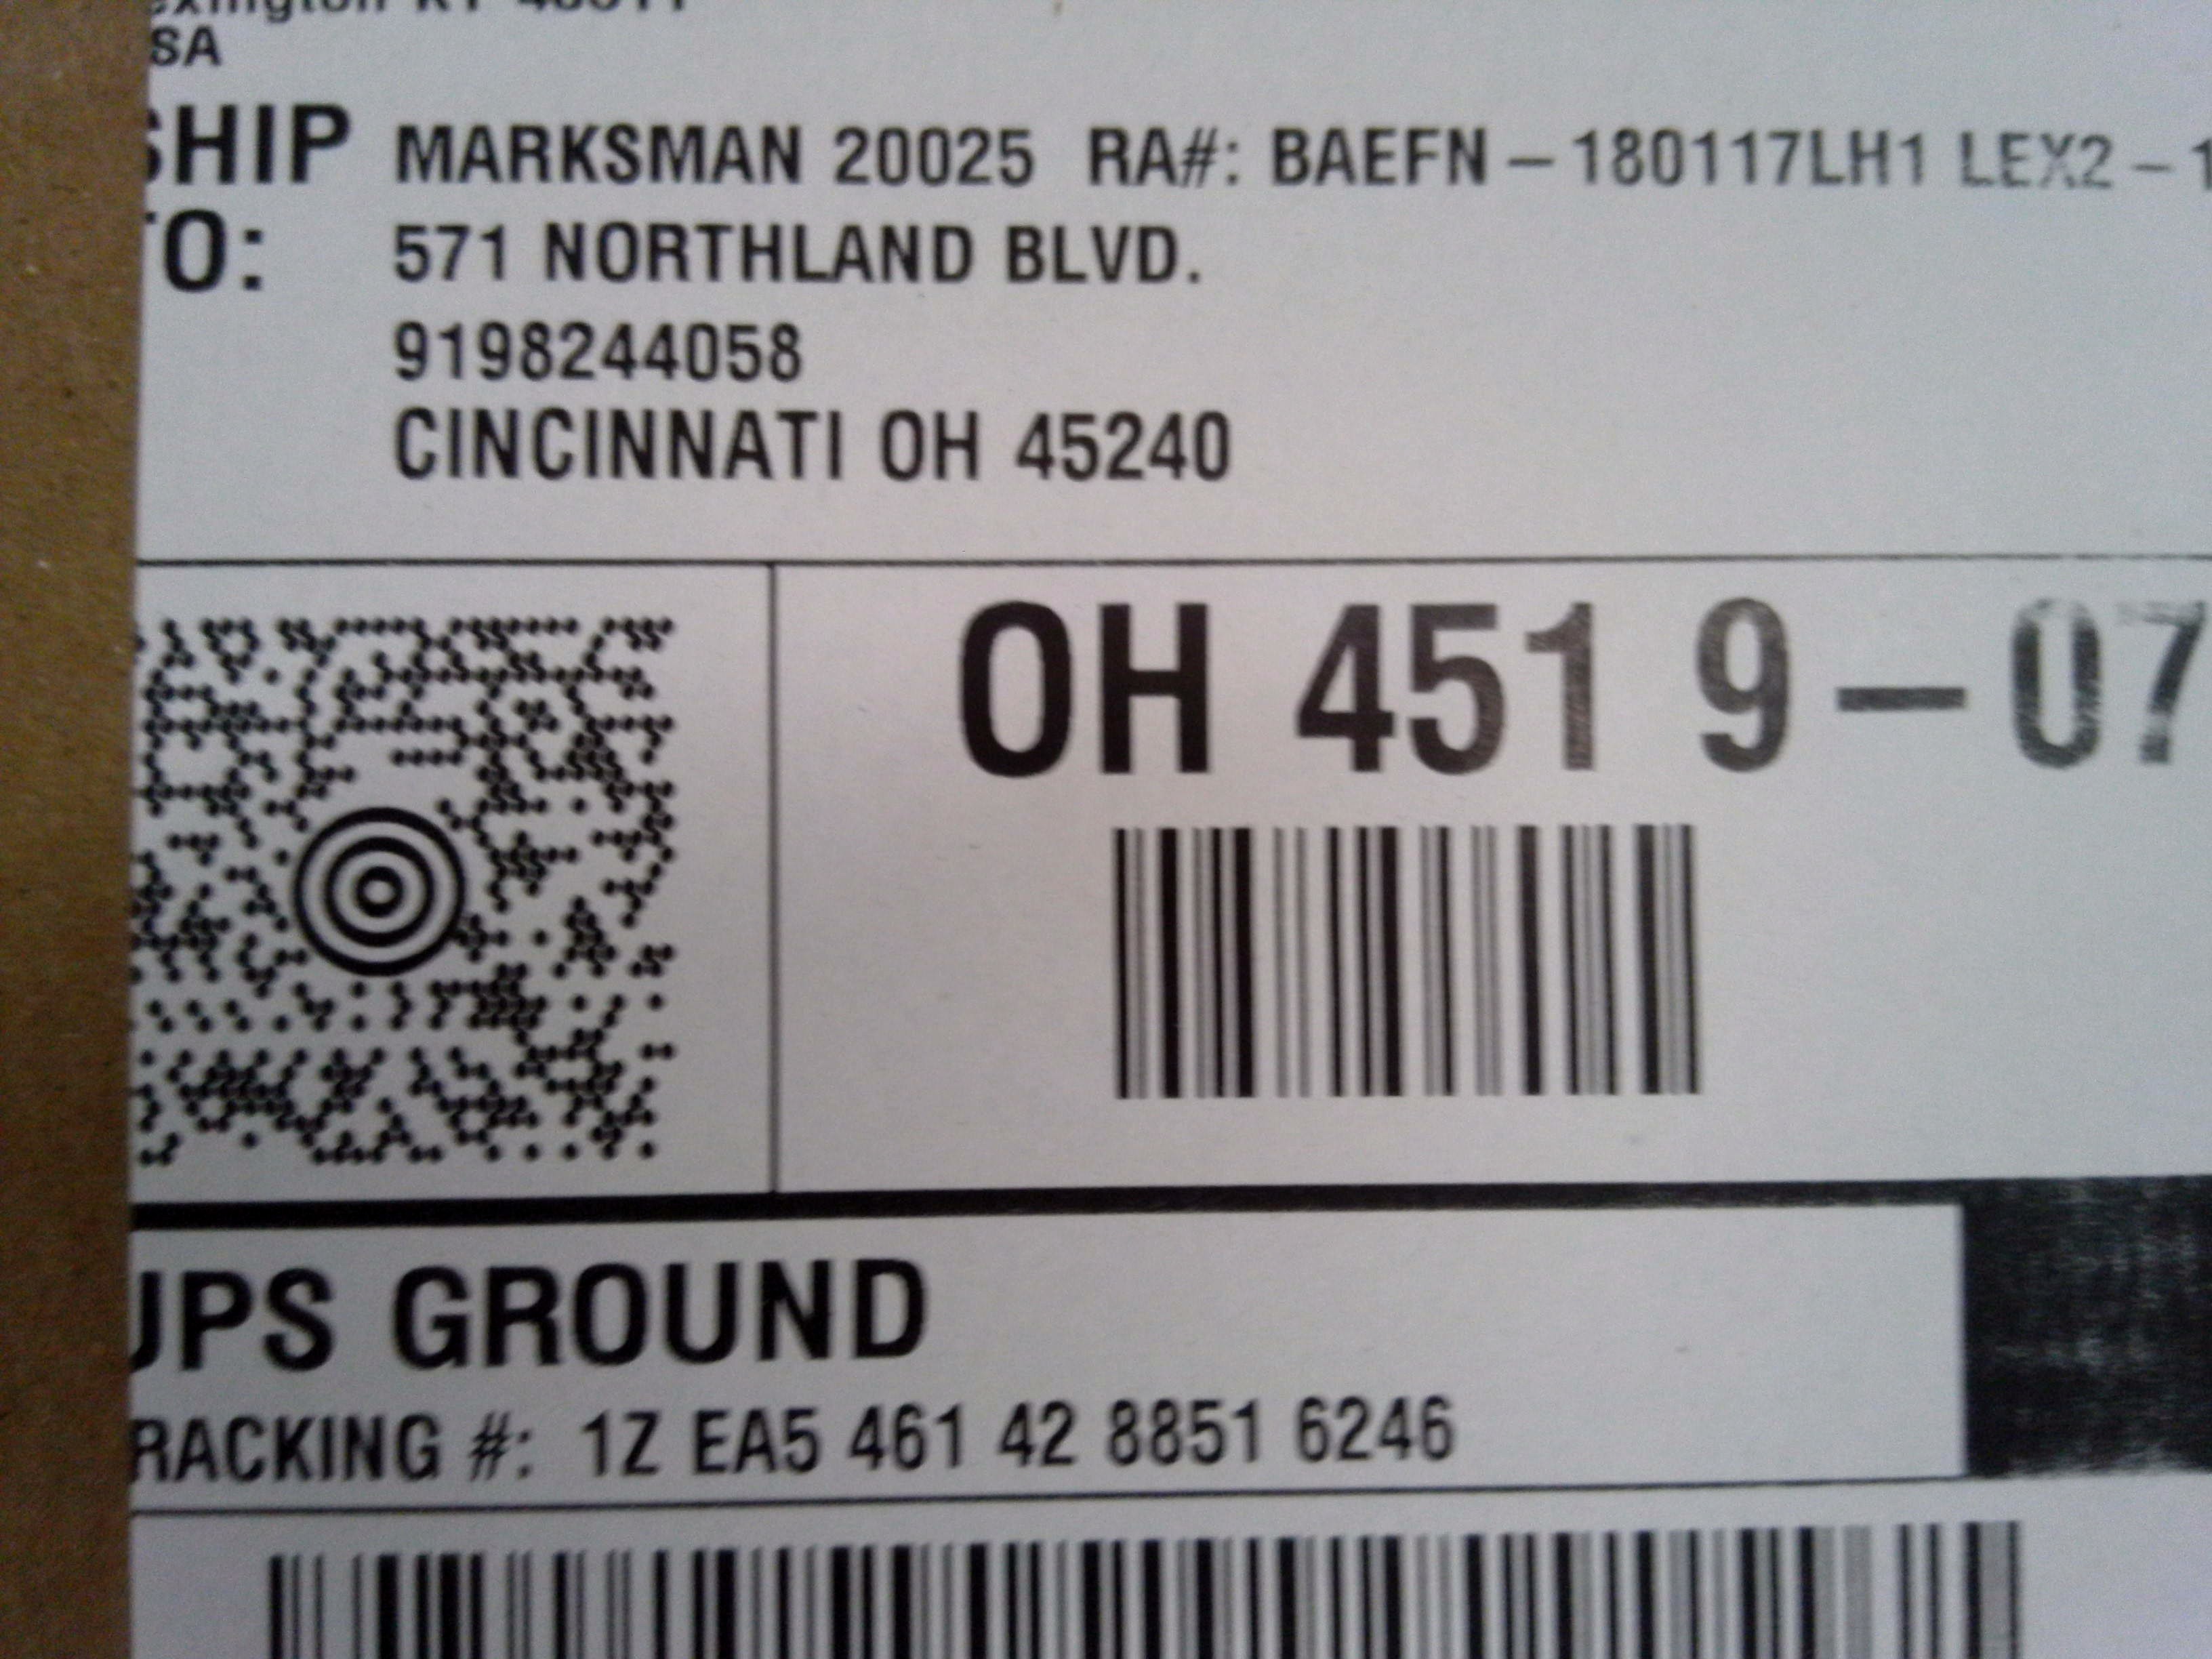 SA
SHIP MARKSMAN 20025 RA#: BAEFN-180117LH1 LEX2-1
TO: 571 NORTHLAND BLVD.
9198244058
CINCINNATI OH 45240
OH 451 9-07
UPS GROUND
RACKING #: 1Z EA5 461 42 8851 6246